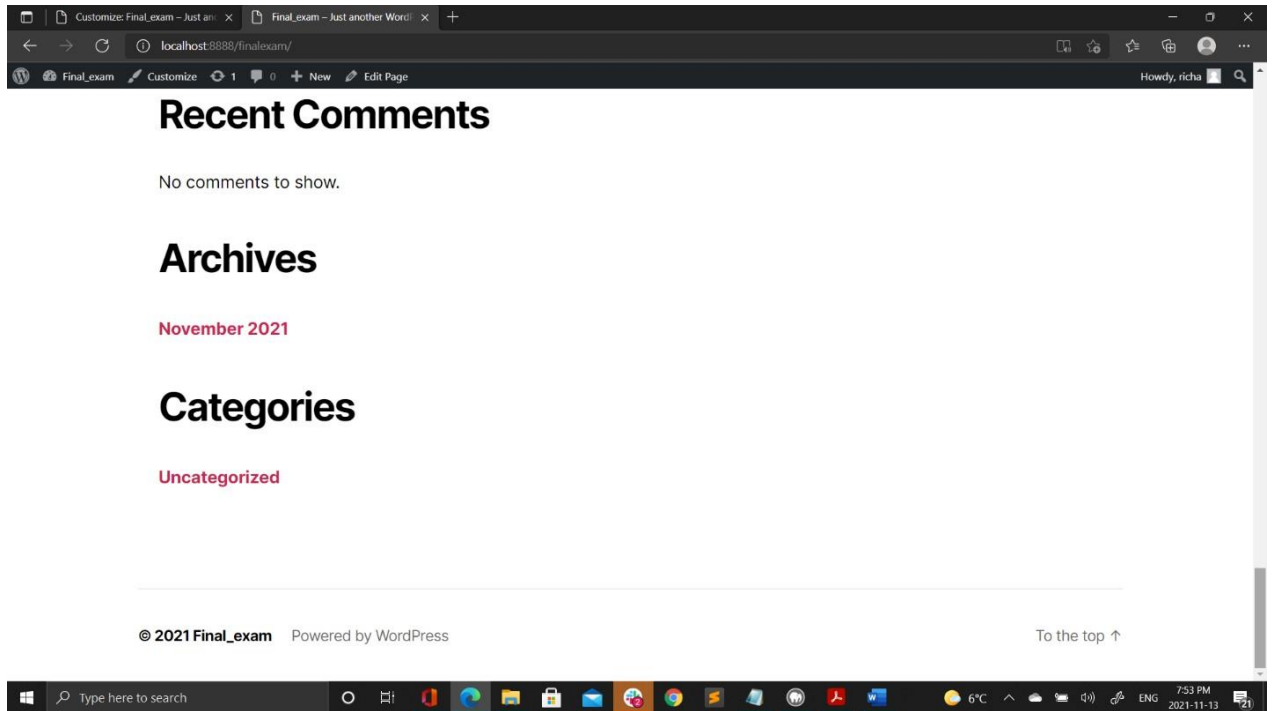 Customize: Final_exam – Just an
Final_exam – Just another Word
localhost:8888/finalexam/
Final_exam Customize 1 0 New Edit Page Howdy, richa
Recent Comments
No comments to show.
Archives
November 2021
Categories
Uncategorized
© 2021 Final_exam Powered by WordPress To the top ↑
Type here to search 6°C ENG 7:53 PM
2021-11-13
21